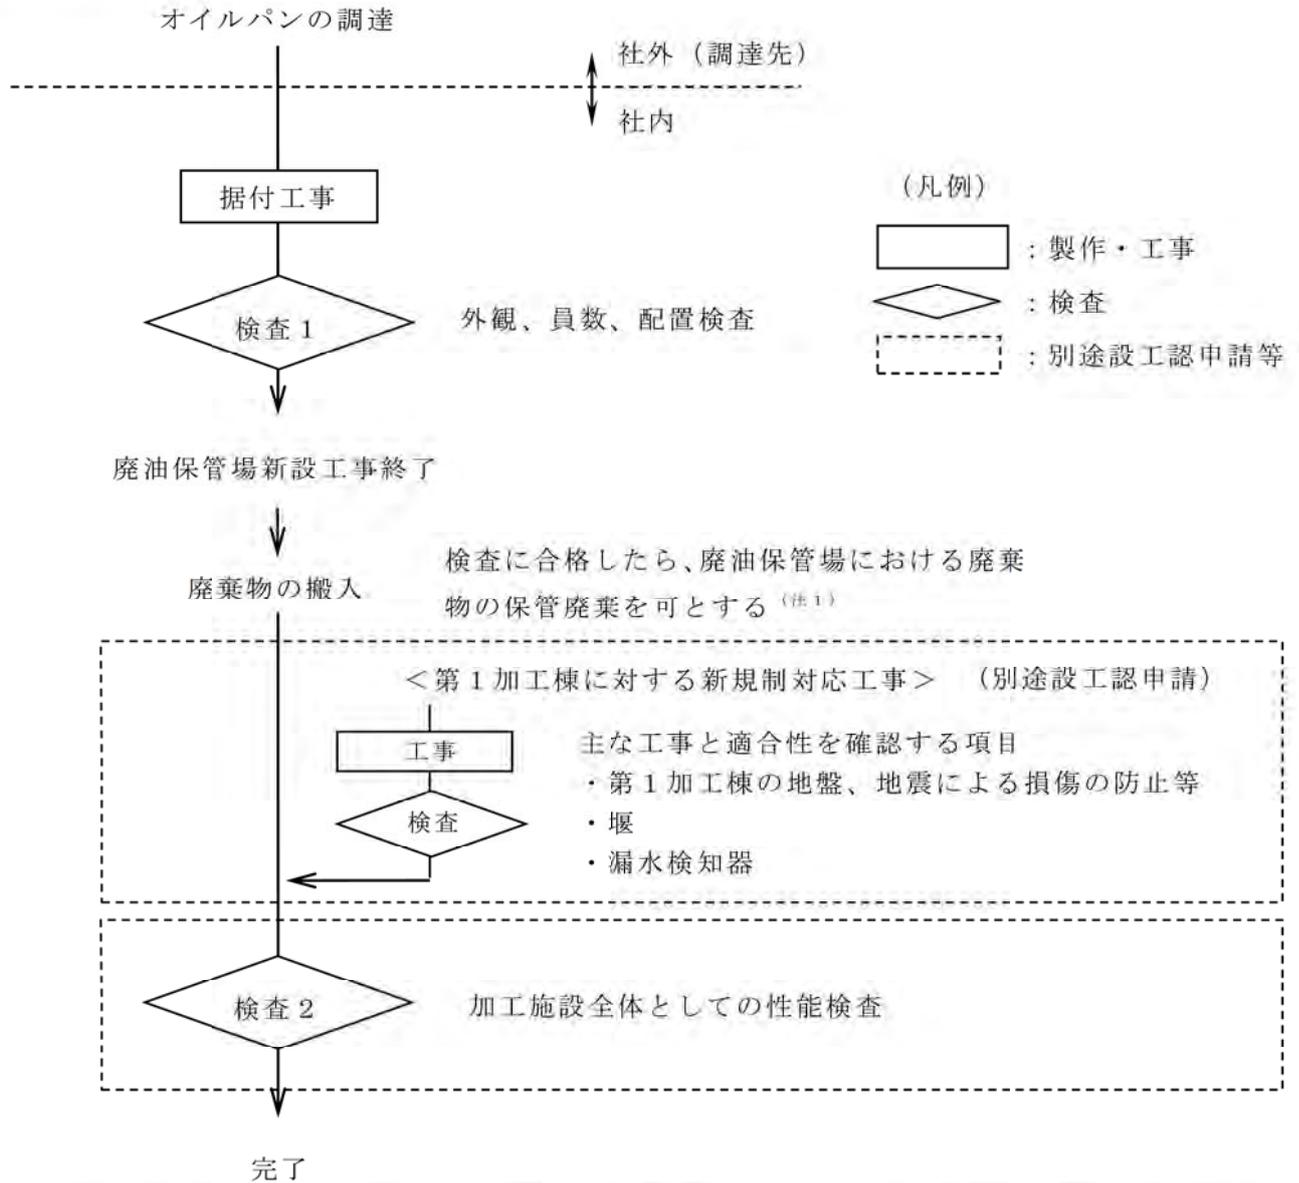 オイルパンの調達
社外（調達先）
社内
据付工事
（凡例）
：製作・工事
検査１
外観、員数、配置検査
：検査
：別途設工認申請等
廃油保管場新設工事終了
検査に合格したら、廃油保管場における廃棄
廃棄物の搬入
物の保管廃棄を可とする（注１）
＜第１加工棟に対する新規制対応工事＞　（別途設工認申請）
工事
主な工事と適合性を確認する項目
・第１加工棟の地盤、地震による損傷の防止等
検査
・堰
・漏水検知器
検査２
加工施設全体としての性能検査
完了